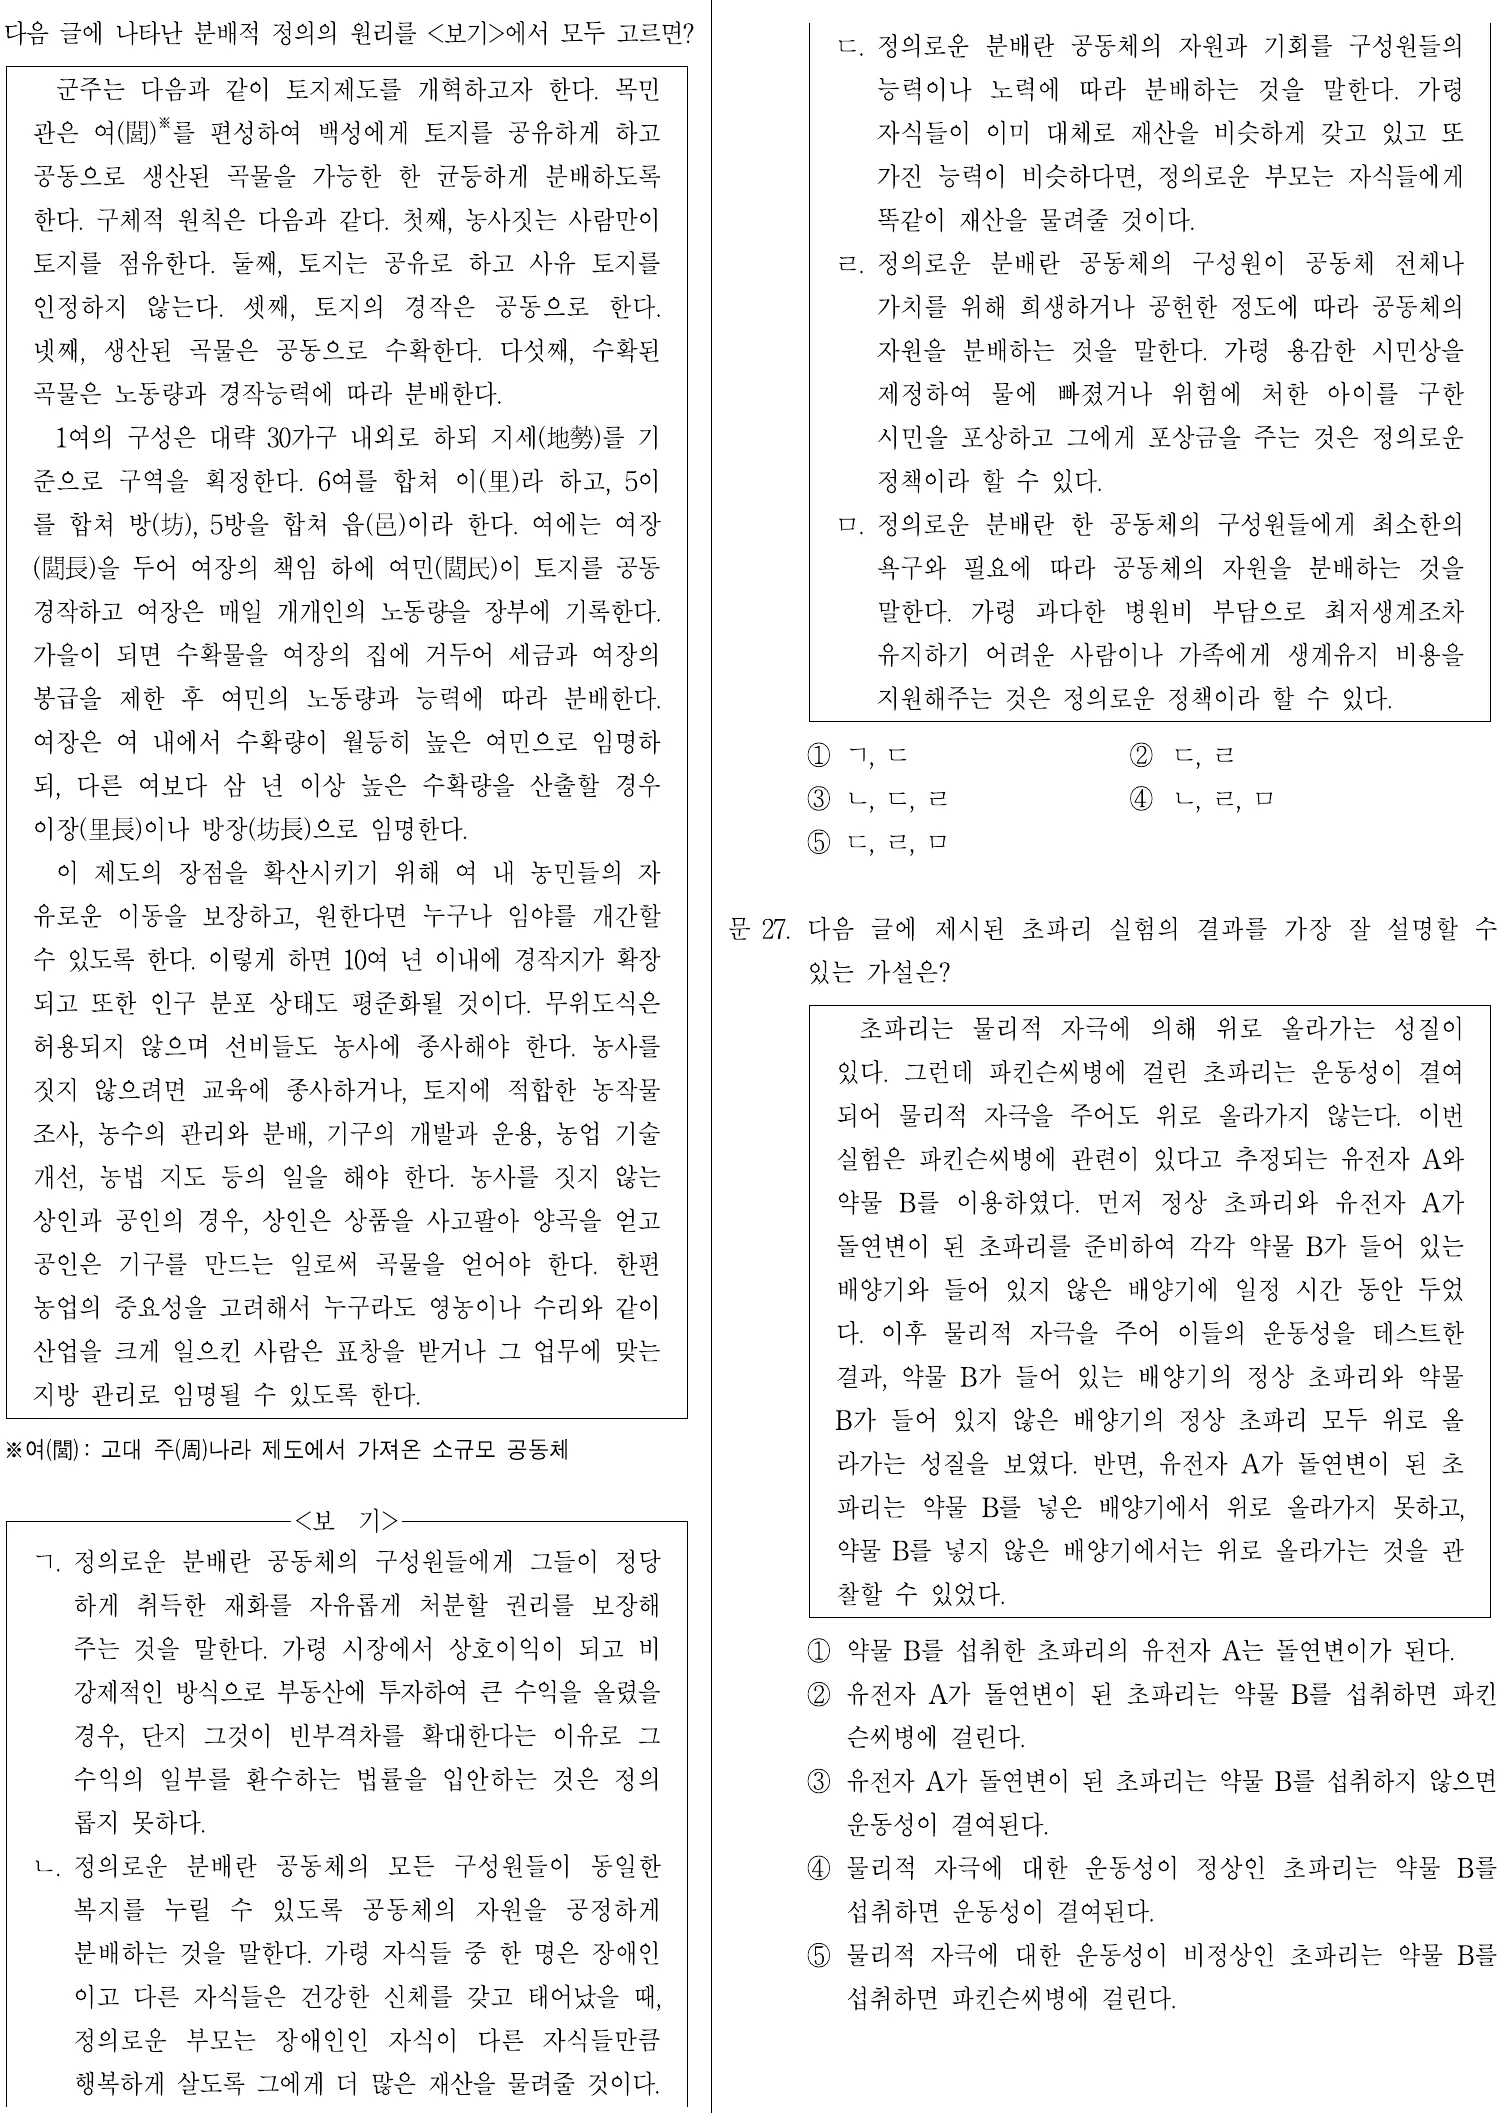 다음 글에 나타난 분배적 정의의 원리를 <보기>에서 모두 고르면?
군주는 다음과 같이 토지제도를 개혁하고자 한다. 목민
관은 여(閭)※를 편성하여 백성에게 토지를 공유하게 하고
공동으로 생산된 곡물을 가능한 한 균등하게 분배하도록
한다. 구체적 원칙은 다음과 같다. 첫째, 농사짓는 사람만이
토지를 점유한다. 둘째, 토지는 공유로 하고 사유 토지를
인정하지 않는다. 셋째, 토지의 경작은 공동으로 한다.
넷째, 생산된 곡물은 공동으로 수확한다. 다섯째, 수확된
곡물은 노동량과 경작능력에 따라 분배한다.
1여의 구성은 대략 30가구 내외로 하되 지세(地勢)를 기
준으로 구역을 획정한다. 6여를 합쳐 이(里)라 하고, 5이
를 합쳐 방(坊), 5방을 합쳐 읍(邑)이라 한다. 여에는 여장
(閭長)을 두어 여장의 책임 하에 여민(閭民)이 토지를 공동
경작하고 여장은 매일 개개인의 노동량을 장부에 기록한다.
가을이 되면 수확물을 여장의 집에 거두어 세금과 여장의
봉급을 제한 후 여민의 노동량과 능력에 따라 분배한다.
여장은 여 내에서 수확량이 월등히 높은 여민으로 임명하
되, 다른 여보다 삼 년 이상 높은 수확량을 산출할 경우
이장(里長)이나 방장(坊長)으로 임명한다.
이 제도의 장점을 확산시키기 위해 여 내 농민들의 자
유로운 이동을 보장하고, 원한다면 누구나 임야를 개간할
수 있도록 한다. 이렇게 하면 10여 년 이내에 경작지가 확장
되고 또한 인구 분포 상태도 평준화될 것이다. 무위도식은
허용되지 않으며 선비들도 농사에 종사해야 한다. 농사를
짓지 않으려면 교육에 종사하거나, 토지에 적합한 농작물
조사, 농수의 관리와 분배, 기구의 개발과 운용, 농업 기술
개선, 농법 지도 등의 일을 해야 한다. 농사를 짓지 않는
상인과 공인의 경우, 상인은 상품을 사고팔아 양곡을 얻고
공인은 기구를 만드는 일로써 곡물을 얻어야 한다. 한편
농업의 중요성을 고려해서 누구라도 영농이나 수리와 같이
산업을 크게 일으킨 사람은 표창을 받거나 그 업무에 맞는
지방 관리로 임명될 수 있도록 한다.
※여(閭) : 고대 주(周)나라 제도에서 가져온 소규모 공동체
<보 기>
ㄱ. 정의로운 분배란 공동체의 구성원들에게 그들이 정당
하게 취득한 재화를 자유롭게 처분할 권리를 보장해
주는 것을 말한다. 가령 시장에서 상호이익이 되고 비
강제적인 방식으로 부동산에 투자하여 큰 수익을 올렸을
경우, 단지 그것이 빈부격차를 확대한다는 이유로 그
수익의 일부를 환수하는 법률을 입안하는 것은 정의
롭지 못하다.
ㄴ. 정의로운 분배란 공동체의 모든 구성원들이 동일한
복지를 누릴 수 있도록 공동체의 자원을 공정하게
분배하는 것을 말한다. 가령 자식들 중 한 명은 장애인
이고 다른 자식들은 건강한 신체를 갖고 태어났을 때,
정의로운 부모는 장애인인 자식이 다른 자식들만큼
행복하게 살도록 그에게 더 많은 재산을 물려줄 것이다.
ㄷ. 정의로운 분배란 공동체의 자원과 기회를 구성원들의
능력이나 노력에 따라 분배하는 것을 말한다. 가령
자식들이 이미 대체로 재산을 비슷하게 갖고 있고 또
가진 능력이 비슷하다면, 정의로운 부모는 자식들에게
똑같이 재산을 물려줄 것이다.
ㄹ. 정의로운 분배란 공동체의 구성원이 공동체 전체나
가치를 위해 희생하거나 공헌한 정도에 따라 공동체의
자원을 분배하는 것을 말한다. 가령 용감한 시민상을
제정하여 물에 빠졌거나 위험에 처한 아이를 구한
시민을 포상하고 그에게 포상금을 주는 것은 정의로운
정책이라 할 수 있다.
ㅁ. 정의로운 분배란 한 공동체의 구성원들에게 최소한의
욕구와 필요에 따라 공동체의 자원을 분배하는 것을
말한다. 가령 과다한 병원비 부담으로 최저생계조차
유지하기 어려운 사람이나 가족에게 생계유지 비용을
지원해주는 것은 정의로운 정책이라 할 수 있다.
① ㄱ, ㄷ ② ㄷ, ㄹ
③ ㄴ, ㄷ, ㄹ ④ ㄴ, ㄹ, ㅁ
⑤ ㄷ, ㄹ, ㅁ
문 27. 다음 글에 제시된 초파리 실험의 결과를 가장 잘 설명할 수
있는 가설은?
초파리는 물리적 자극에 의해 위로 올라가는 성질이
있다. 그런데 파킨슨씨병에 걸린 초파리는 운동성이 결여
되어 물리적 자극을 주어도 위로 올라가지 않는다. 이번
실험은 파킨슨씨병에 관련이 있다고 추정되는 유전자 A와
약물 B를 이용하였다. 먼저 정상 초파리와 유전자 A가
돌연변이 된 초파리를 준비하여 각각 약물 B가 들어 있는
배양기와 들어 있지 않은 배양기에 일정 시간 동안 두었
다. 이후 물리적 자극을 주어 이들의 운동성을 테스트한
결과, 약물 B가 들어 있는 배양기의 정상 초파리와 약물
B가 들어 있지 않은 배양기의 정상 초파리 모두 위로 올
라가는 성질을 보였다. 반면, 유전자 A가 돌연변이 된 초
파리는 약물 B를 넣은 배양기에서 위로 올라가지 못하고,
약물 B를 넣지 않은 배양기에서는 위로 올라가는 것을 관
찰할 수 있었다.
① 약물 B를 섭취한 초파리의 유전자 A는 돌연변이가 된다.
② 유전자 A가 돌연변이 된 초파리는 약물 B를 섭취하면 파킨
슨씨병에 걸린다.
③ 유전자 A가 돌연변이 된 초파리는 약물 B를 섭취하지 않으면
운동성이 결여된다.
④ 물리적 자극에 대한 운동성이 정상인 초파리는 약물 B를
섭취하면 운동성이 결여된다.
⑤ 물리적 자극에 대한 운동성이 비정상인 초파리는 약물 B를
섭취하면 파킨슨씨병에 걸린다.